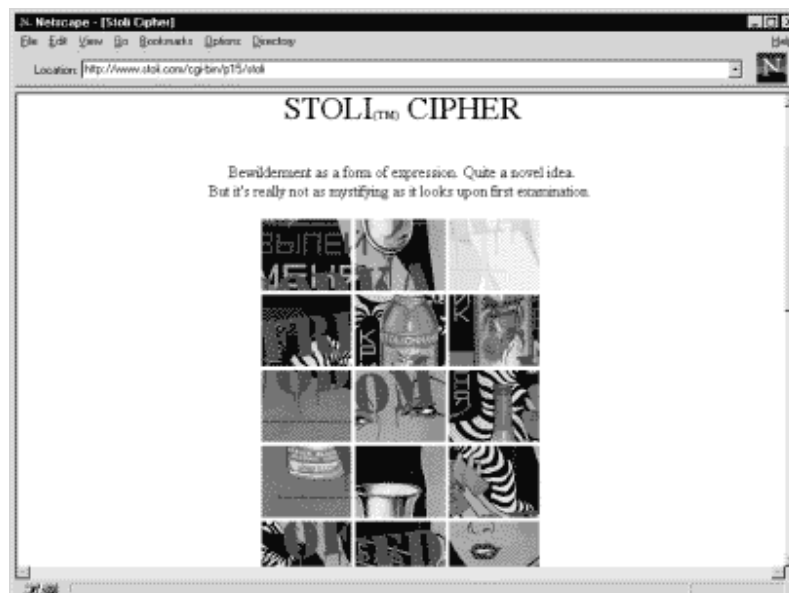 Netscape - [Stoli Cipher]
File Edit View Go Bookmarks Options Directory Help
Location: http://www.stoli.com/cgi-bin/p15/stoli
N
STOLI(TM) CIPHER
Bewilderment as a form of expression. Quite a novel idea.
But it's really not as mystifying as it looks upon first examination.
OM